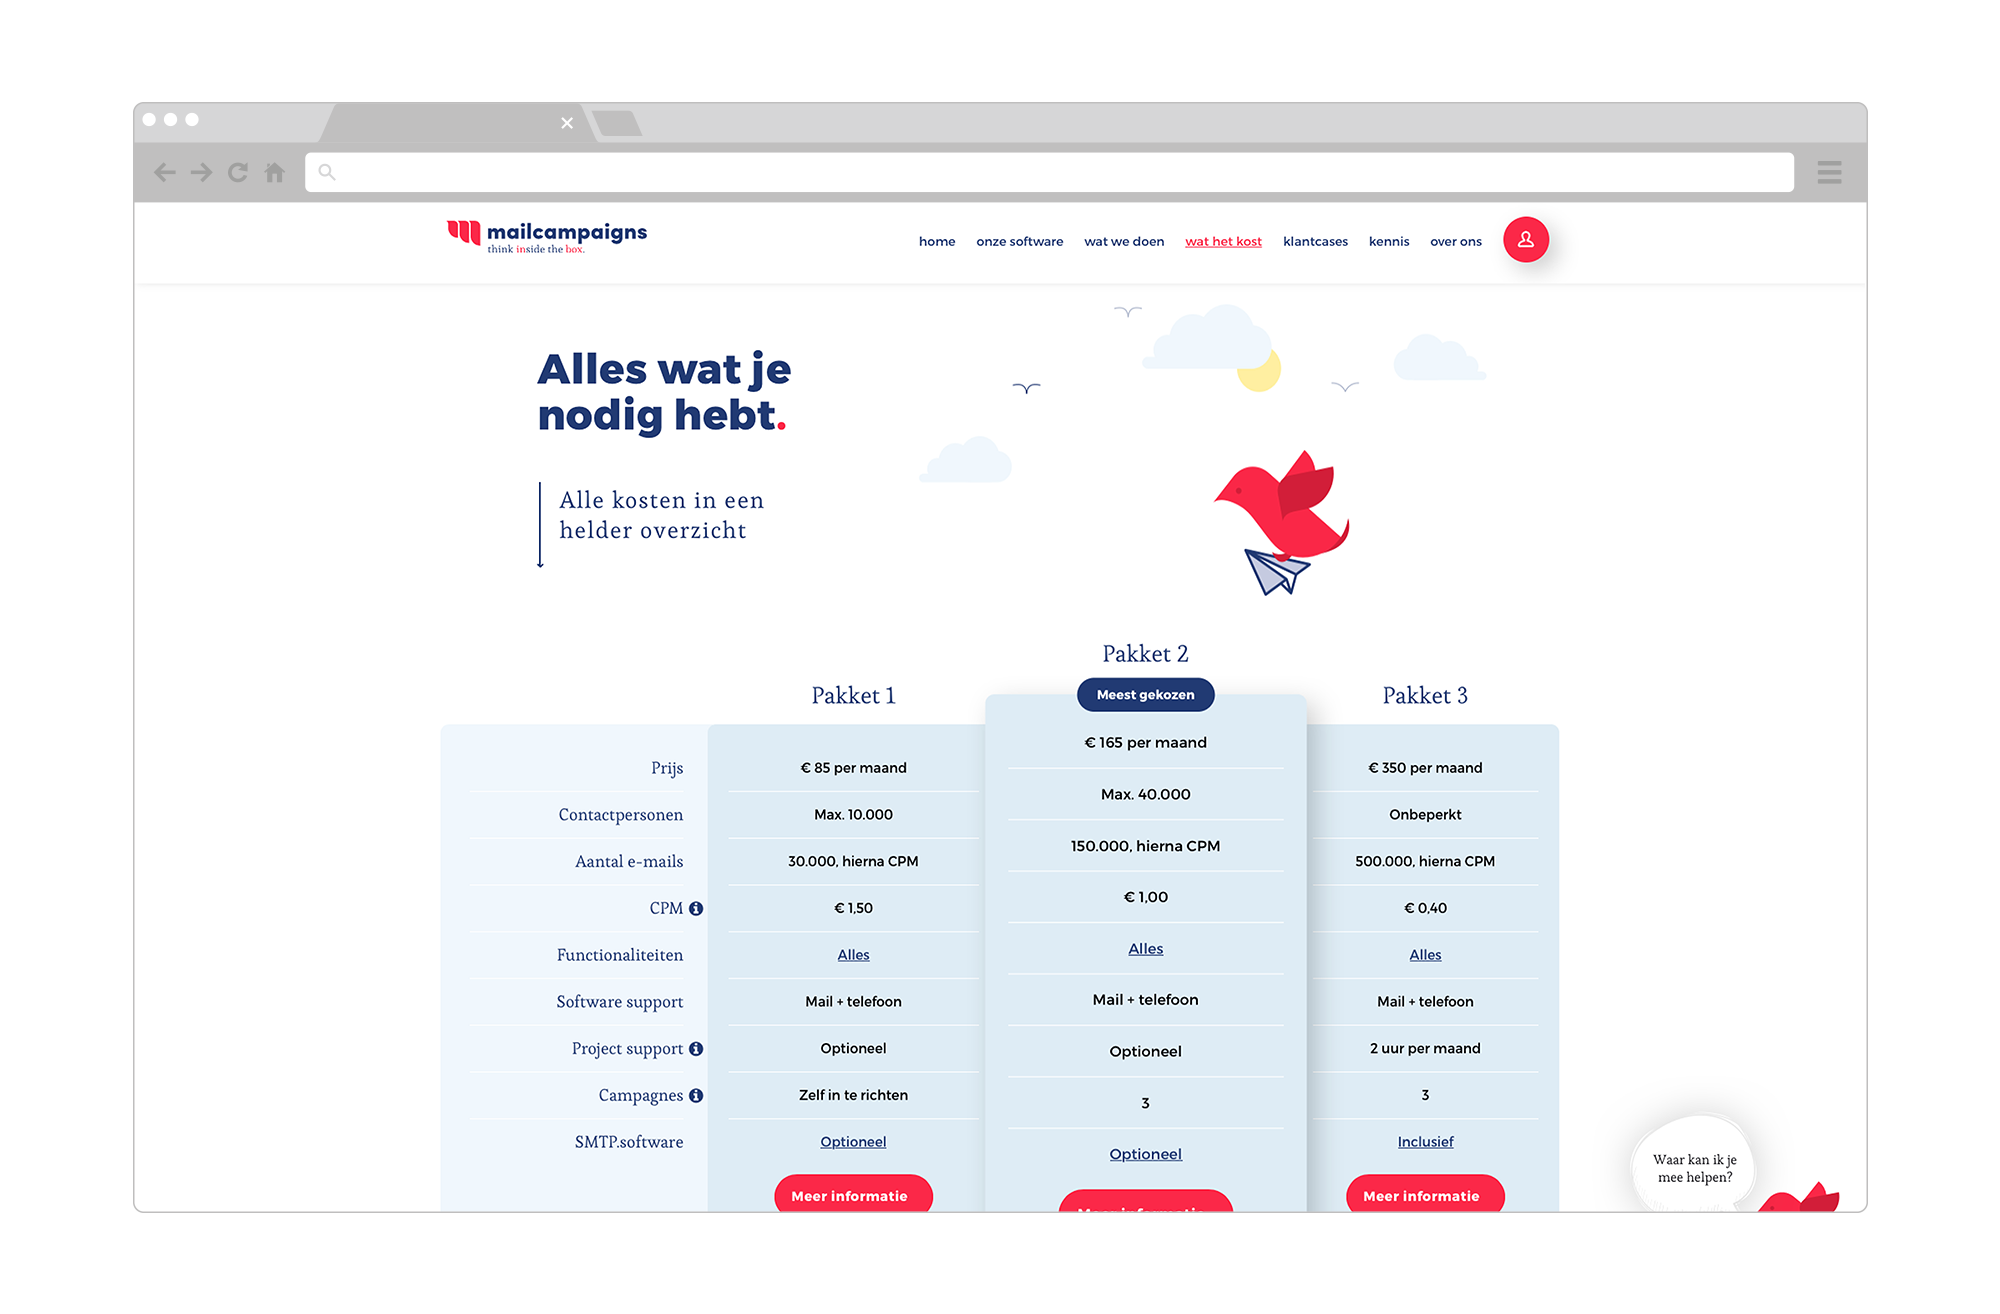 mailcampaigns
think inside the box.
home onze software wat we doen wat het kost klantcases kennis over ons
Alles wat je
nodig hebt.
Alle kosten in een
helder overzicht
Pakket 1 Pakket 2 Pakket 3
Meest gekozen
Prijs € 85 per maand € 165 per maand € 350 per maand
Contactpersonen Max. 10.000 Max. 40.000 Onbeperkt
Aantal e-mails 30.000, hierna CPM 150.000, hierna CPM 500.000, hierna CPM
CPM € 1,50 € 1,00 € 0,40
Functionaliteiten Alles Alles Alles
Software support Mail + telefoon Mail + telefoon Mail + telefoon
Project support Optioneel Optioneel 2 uur per maand
Campagnes Zelf in te richten 3 3
SMTP.software Optioneel Optioneel Inclusief
Meer informatie Meer informatie Meer informatie
Waar kan ik je
mee helpen?